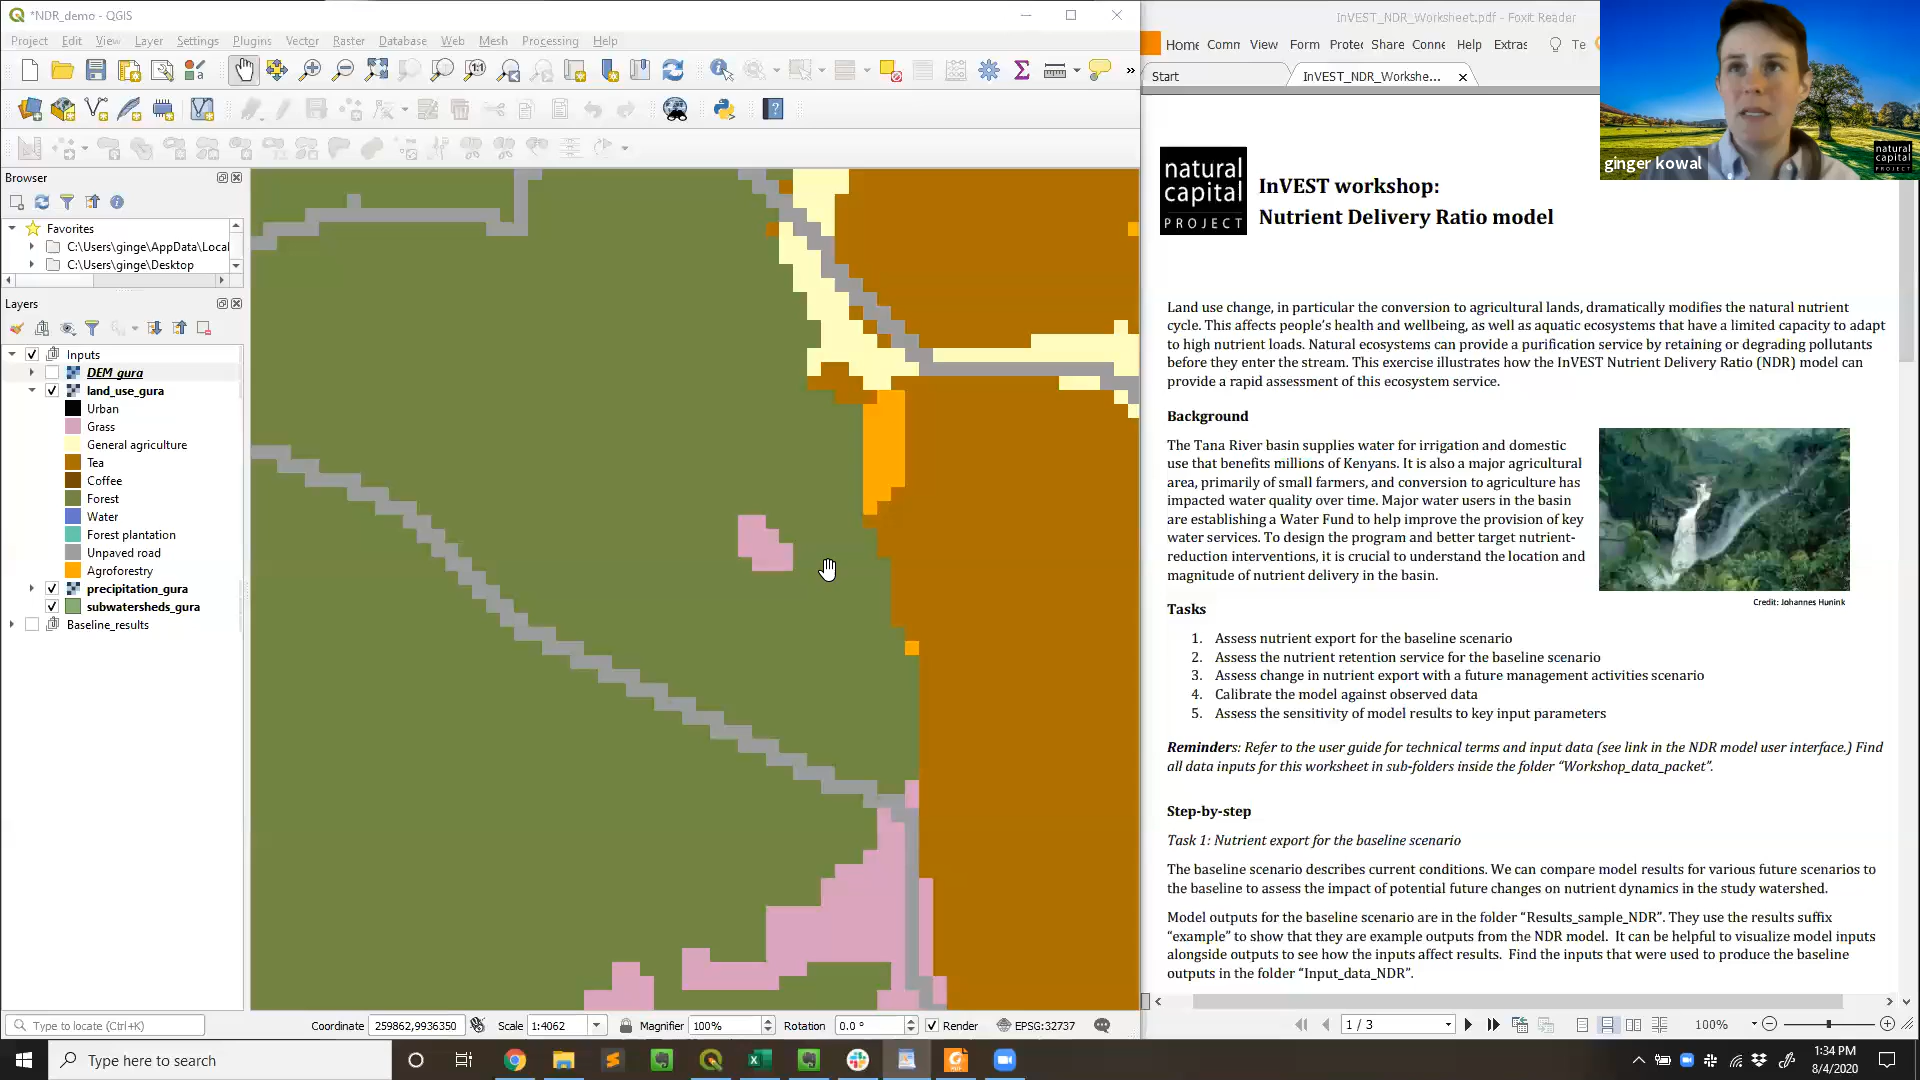 *NDR_demo - QGIS
Project Edit View Layer Settings Plugins Vector Raster Database Web Mesh Processing Help
Browser
Favorites
C:\Users\ginge\AppData\Local
C:\Users\ginge\Desktop
Layers
Inputs
DEM_gura
land_use_gura
Urban
Grass
General agriculture
Tea
Coffee
Forest
Water
Forest plantation
Unpaved road
Agroforestry
precipitation_gura
subwatersheds_gura
Baseline_results
Type to locate (Ctrl+K)
Coordinate 259862,9936350 Scale 1:4062 Magnifier 100% Rotation 0.0 ° Render EPSG:32737
InVEST_NDR_Worksheet.pdf - Foxit Reader
Home Comm View Form Protec Share Conne Help Extras Te
Start InVEST_NDR_Workshe...
natural capital PROJECT
InVEST workshop:
Nutrient Delivery Ratio model
Land use change, in particular the conversion to agricultural lands, dramatically modifies the natural nutrient
cycle. This affects people's health and wellbeing, as well as aquatic ecosystems that have a limited capacity to adapt
to high nutrient loads. Natural ecosystems can provide a purification service by retaining or degrading pollutants
before they enter the stream. This exercise illustrates how the InVEST Nutrient Delivery Ratio (NDR) model can
provide a rapid assessment of this ecosystem service.
Background
The Tana River basin supplies water for irrigation and domestic
use that benefits millions of Kenyans. It is also a major agricultural
area, primarily of small farmers, and conversion to agriculture has
impacted water quality over time. Major water users in the basin
are establishing a Water Fund to help improve the provision of key
water services. To design the program and better target nutrient-
reduction interventions, it is crucial to understand the location and
magnitude of nutrient delivery in the basin.
Credit: Johannes Hunink
Tasks
1. Assess nutrient export for the baseline scenario
2. Assess the nutrient retention service for the baseline scenario
3. Assess change in nutrient export with a future management activities scenario
4. Calibrate the model against observed data
5. Assess the sensitivity of model results to key input parameters
Reminders: Refer to the user guide for technical terms and input data (see link in the NDR model user interface.) Find
all data inputs for this worksheet in sub-folders inside the folder "Workshop_data_packet".
Step-by-step
Task 1: Nutrient export for the baseline scenario
The baseline scenario describes current conditions. We can compare model results for various future scenarios to
the baseline to assess the impact of potential future changes on nutrient dynamics in the study watershed.
Model outputs for the baseline scenario are in the folder "Results_sample_NDR". They use the results suffix
"example" to show that they are example outputs from the NDR model. It can be helpful to visualize model inputs
alongside outputs to see how the inputs affect results. Find the inputs that were used to produce the baseline
outputs in the folder "Input_data_NDR".
1 / 3 100%
ginger kowal
natural capital PROJECT
Type here to search
1:34 PM
8/4/2020